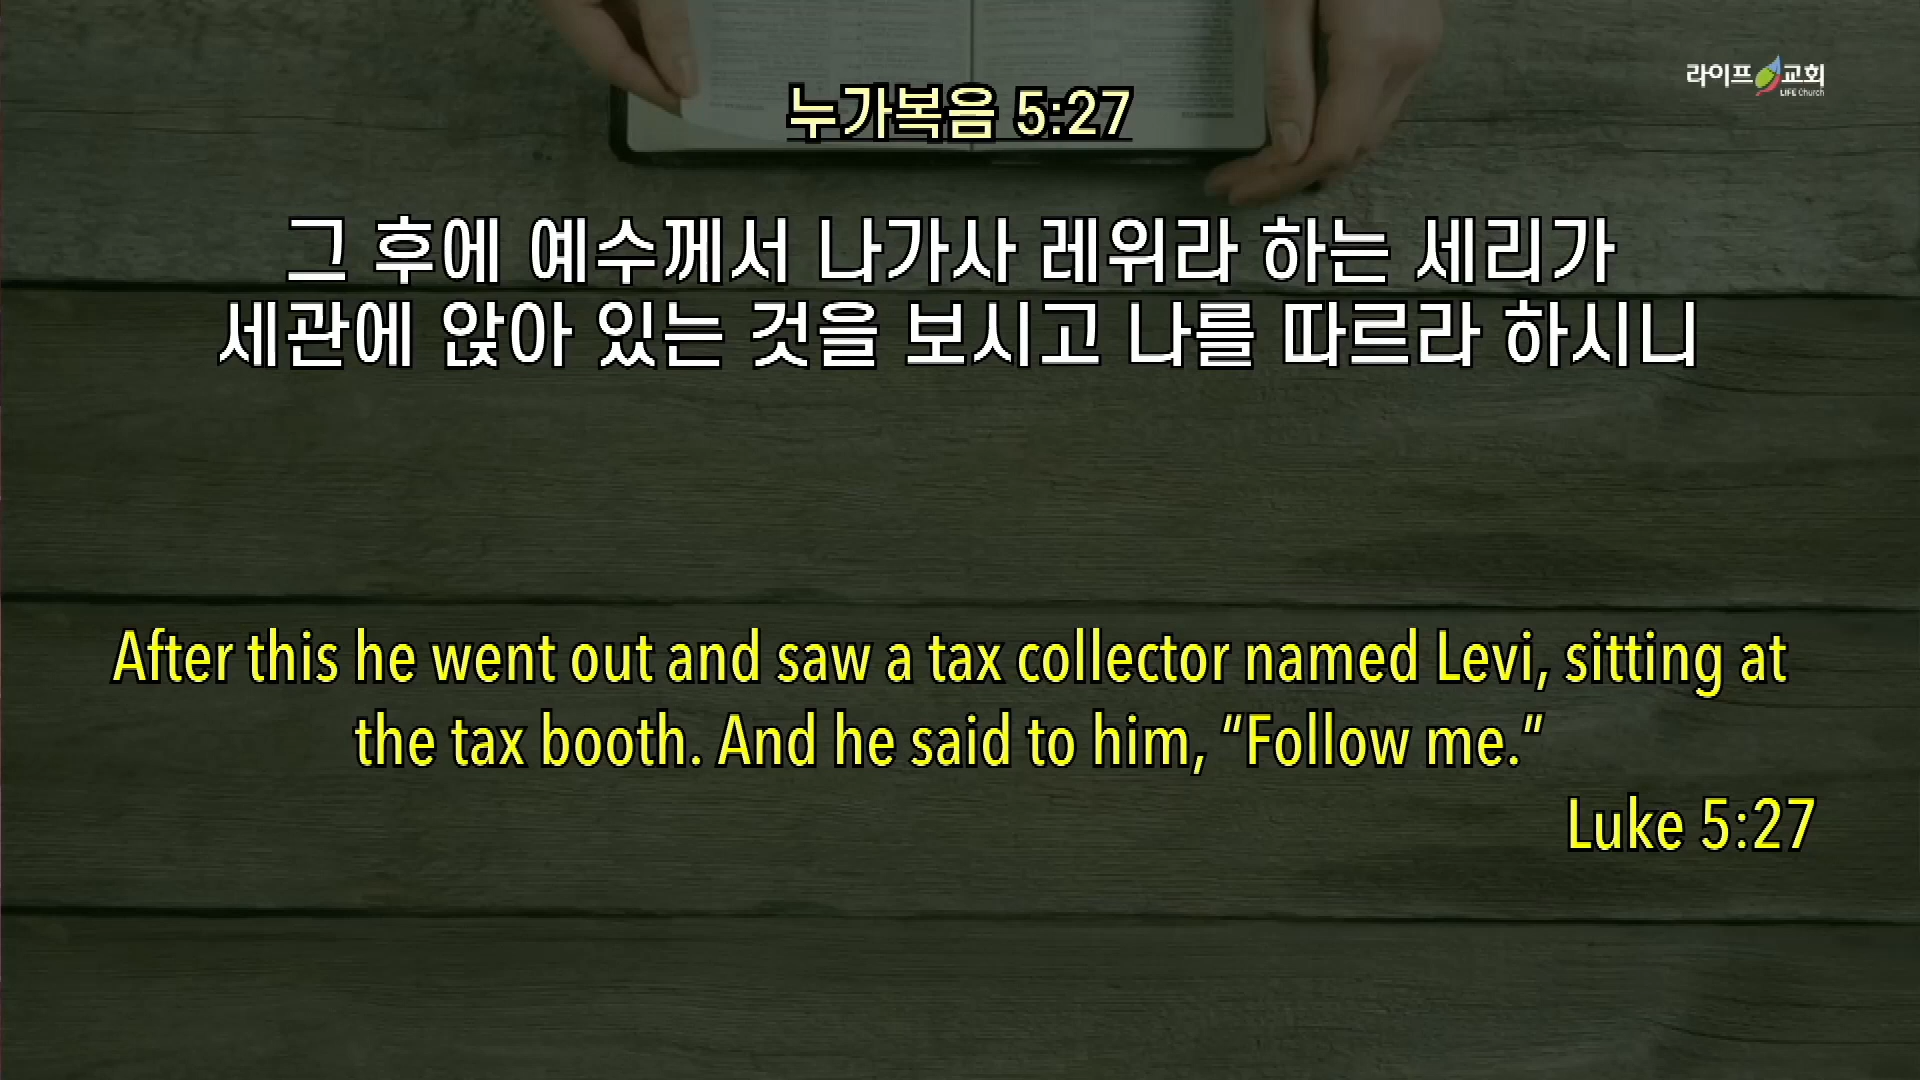 라이프교회
LIFE Church
누가복음 5:27
그 후에 예수께서 나가사 레위라 하는 세리가
세관에 앉아 있는 것을 보시고 나를 따르라 하시니
After this he went out and saw a tax collector named Levi, sitting at
the tax booth. And he said to him, “Follow me.”
Luke 5:27